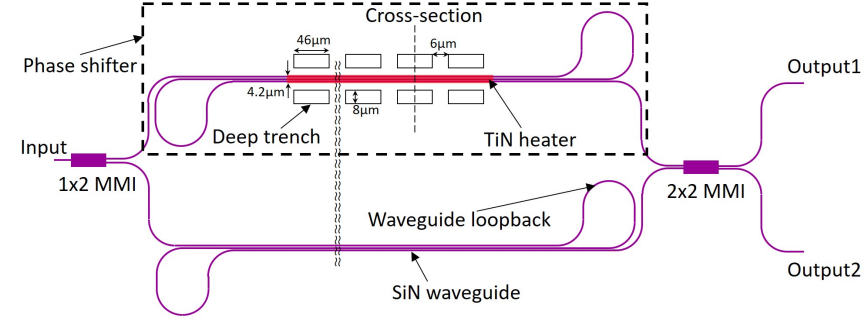 Cross-section
46μm
6μm
Phase shifter
Output1
4.2μm
8μm
Deep trench
TiN heater
Input
1x2 MMI
2x2 MMI
Waveguide loopback
SiN waveguide
Output2